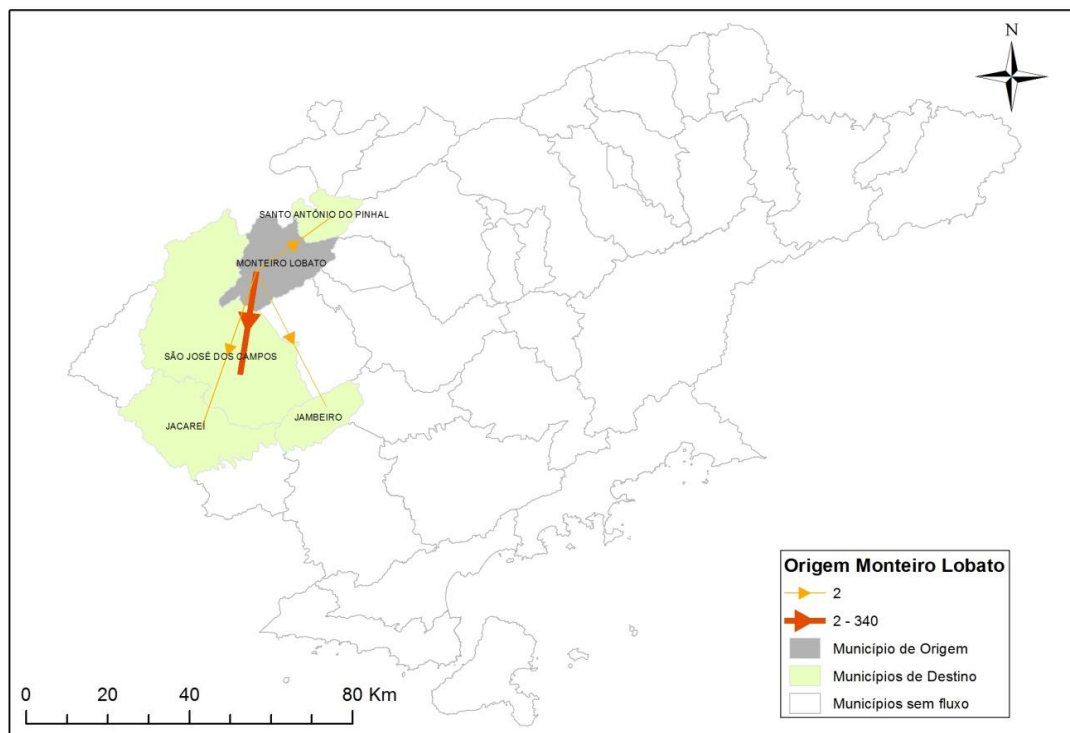 N
SANTO ANTÔNIO DO PINHAL
MONTEIRO LOBATO
SÃO JOSÉ DOS CAMPOS
JACAREÍ
JAMBEIRO
Origem Monteiro Lobato
2
2 - 340
Município de Origem
Municípios de Destino
Municípios sem fluxo
0 20 40 80 Km